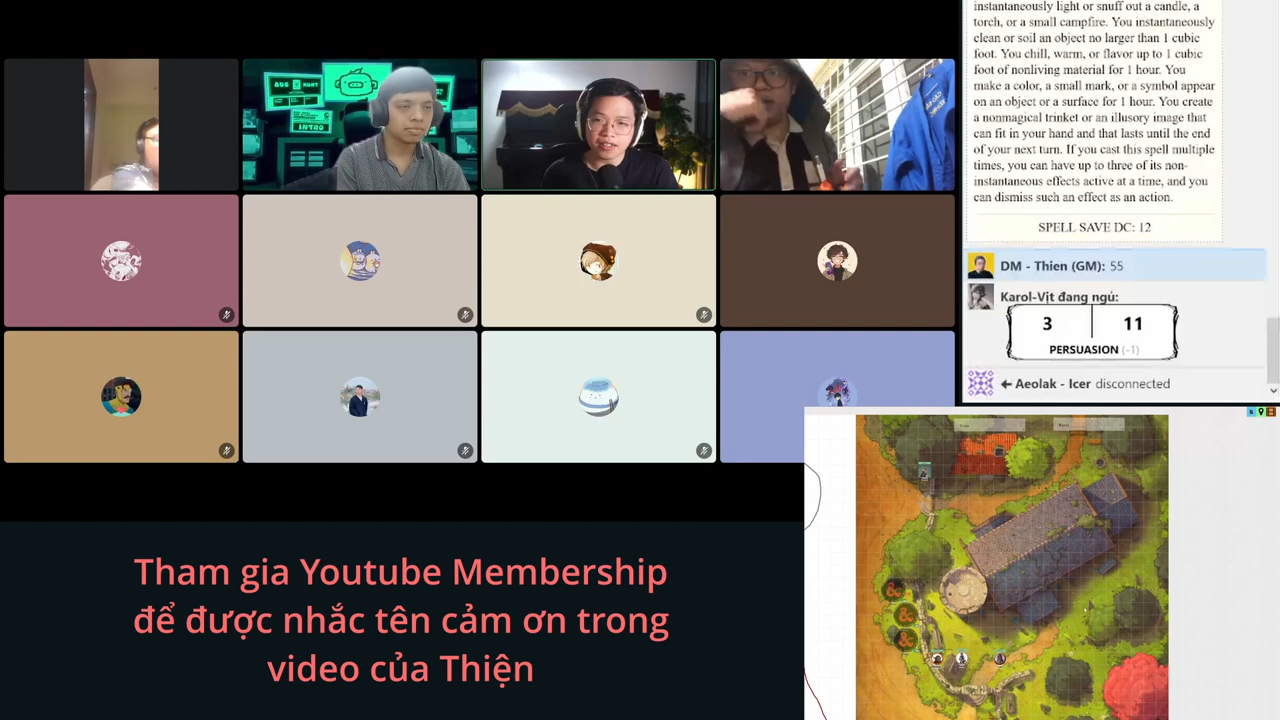 instantaneously light or snuff out a candle, a
torch, or a small campfire. You instantaneously
clean or soil an object no larger than 1 cubic
foot. You chill, warm, or flavor up to 1 cubic
foot of nonliving material for 1 hour. You
make a color, a small mark, or a symbol appear
on an object or a surface for 1 hour. You create
a nonmagical trinket or an illusory image that
can fit in your hand and that lasts until the end
of your next turn. If you cast this spell multiple
times, you can have up to three of its non-
instantaneous effects active at a time, and you
can dismiss such an effect as an action.
SPELL SAVE DC: 12
DM - Thien (GM): 55
Karol-Vịt đang ngủ:
3 11
PERSUASION (-1)
Aeolak - Icer disconnected
INTRO
Tham gia Youtube Membership
để được nhắc tên cảm ơn trong
video của Thiện